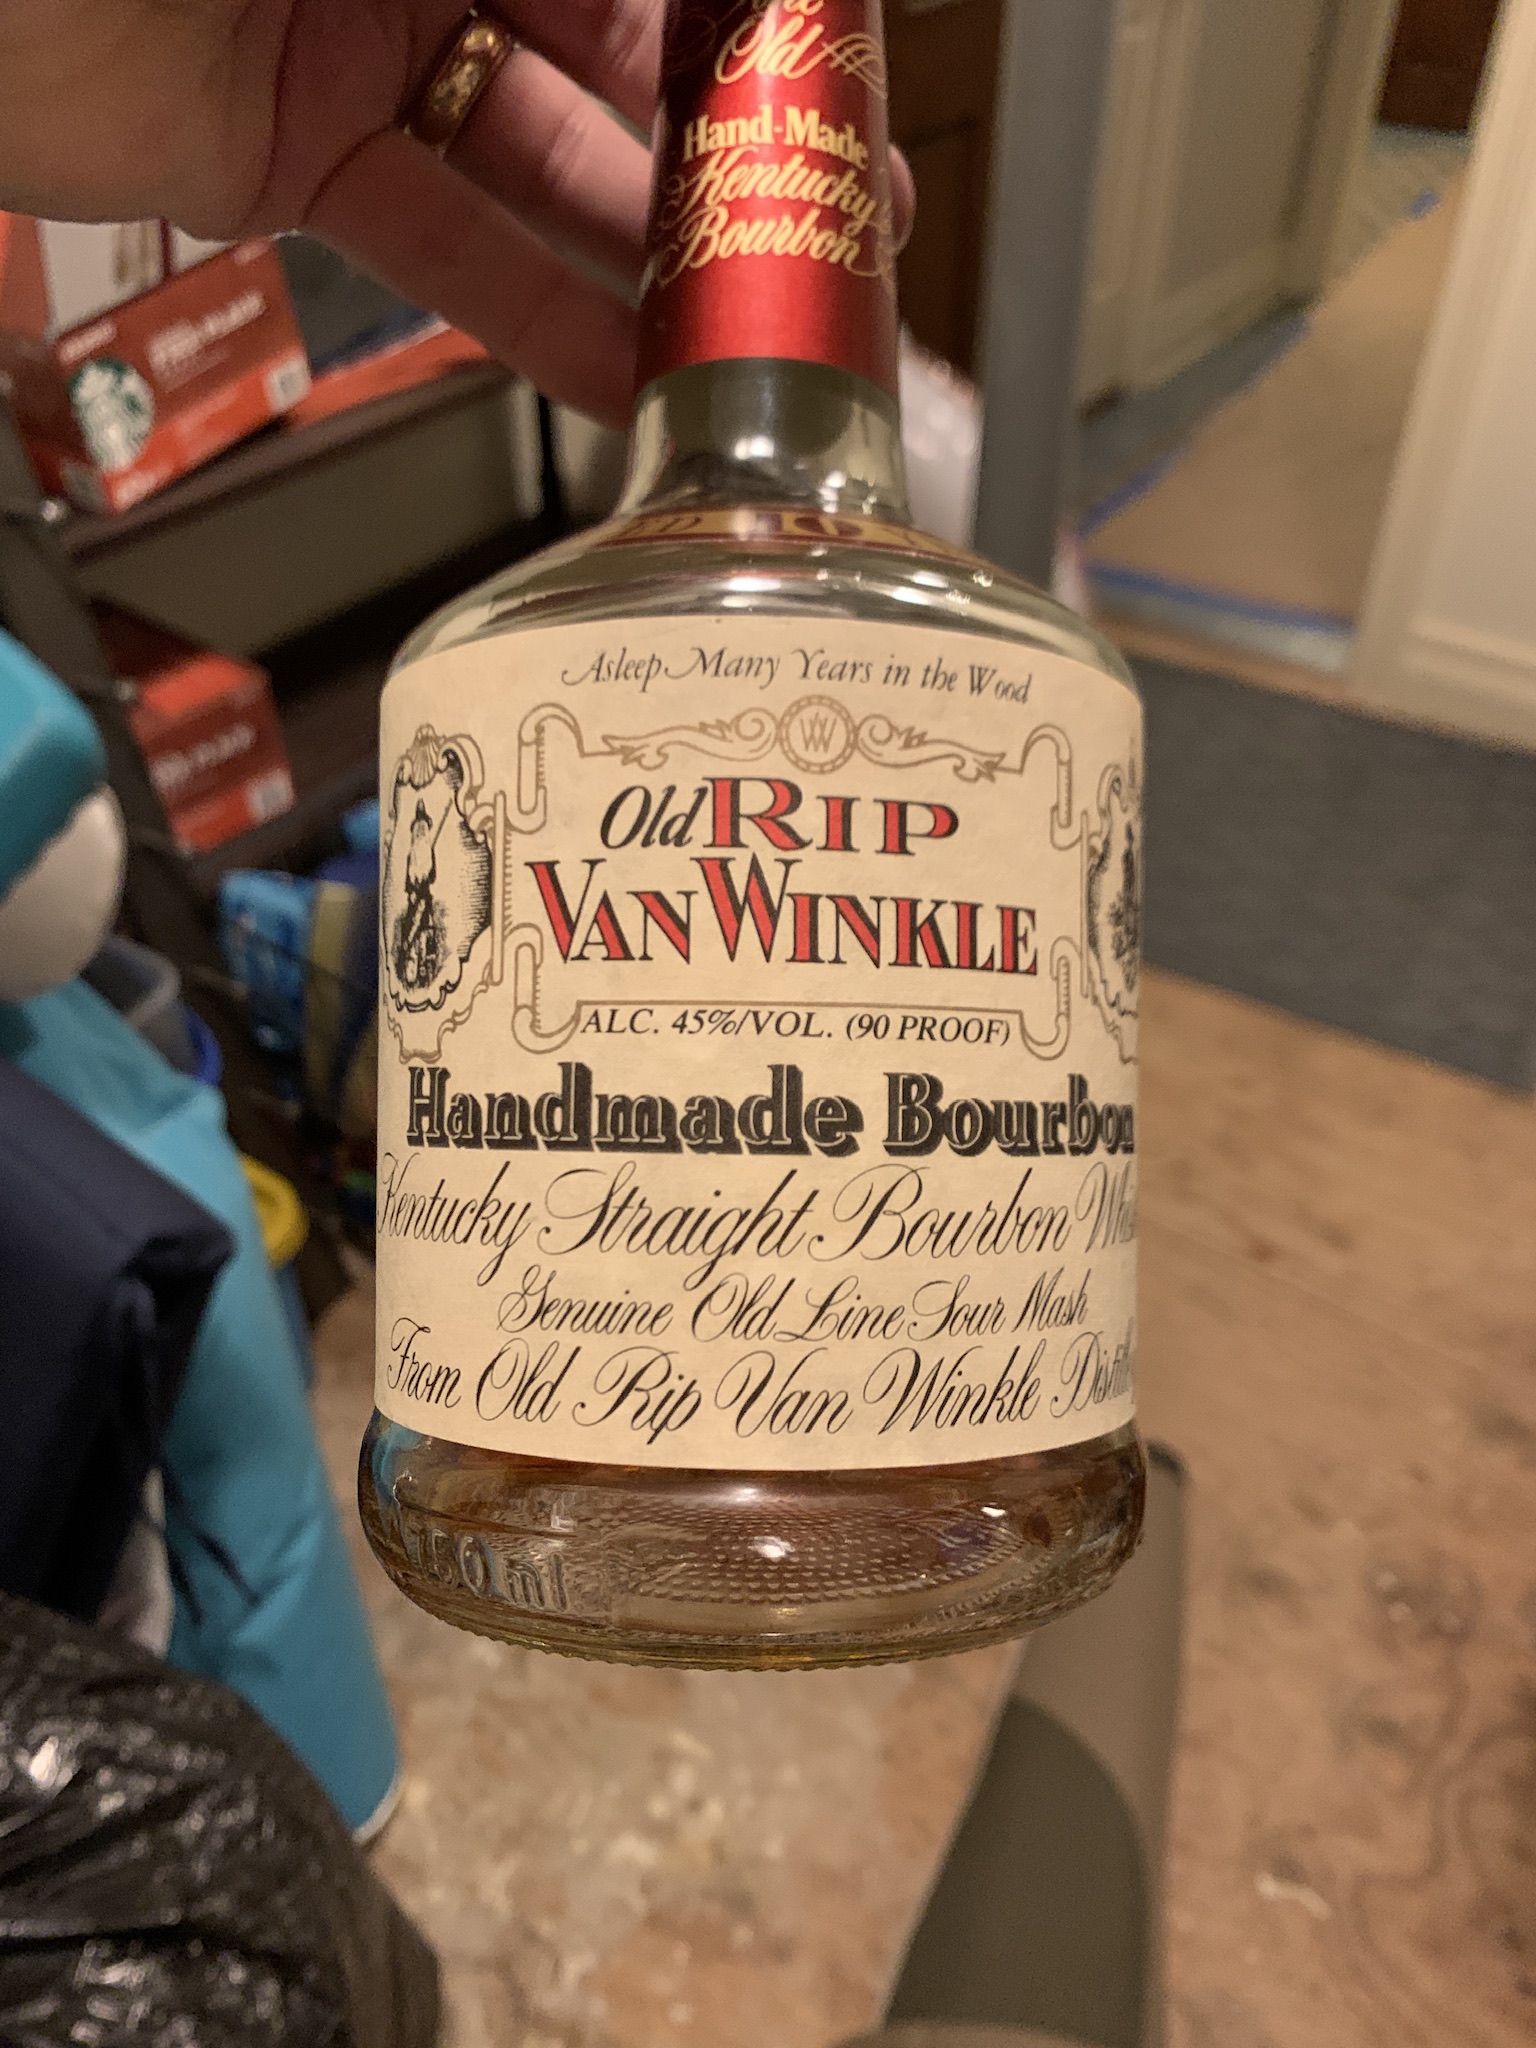 Old
Hand-Made
Kentucky
Bourbon
10
Asleep Many Years in the Wood
Old RIP
VAN WINKLE
ALC. 45%/VOL. (90 PROOF)
Handmade Bourbon
Kentucky Straight Bourbon
Genuine Old Line Sour Mash
From Old Rip Van Winkle
750 ml